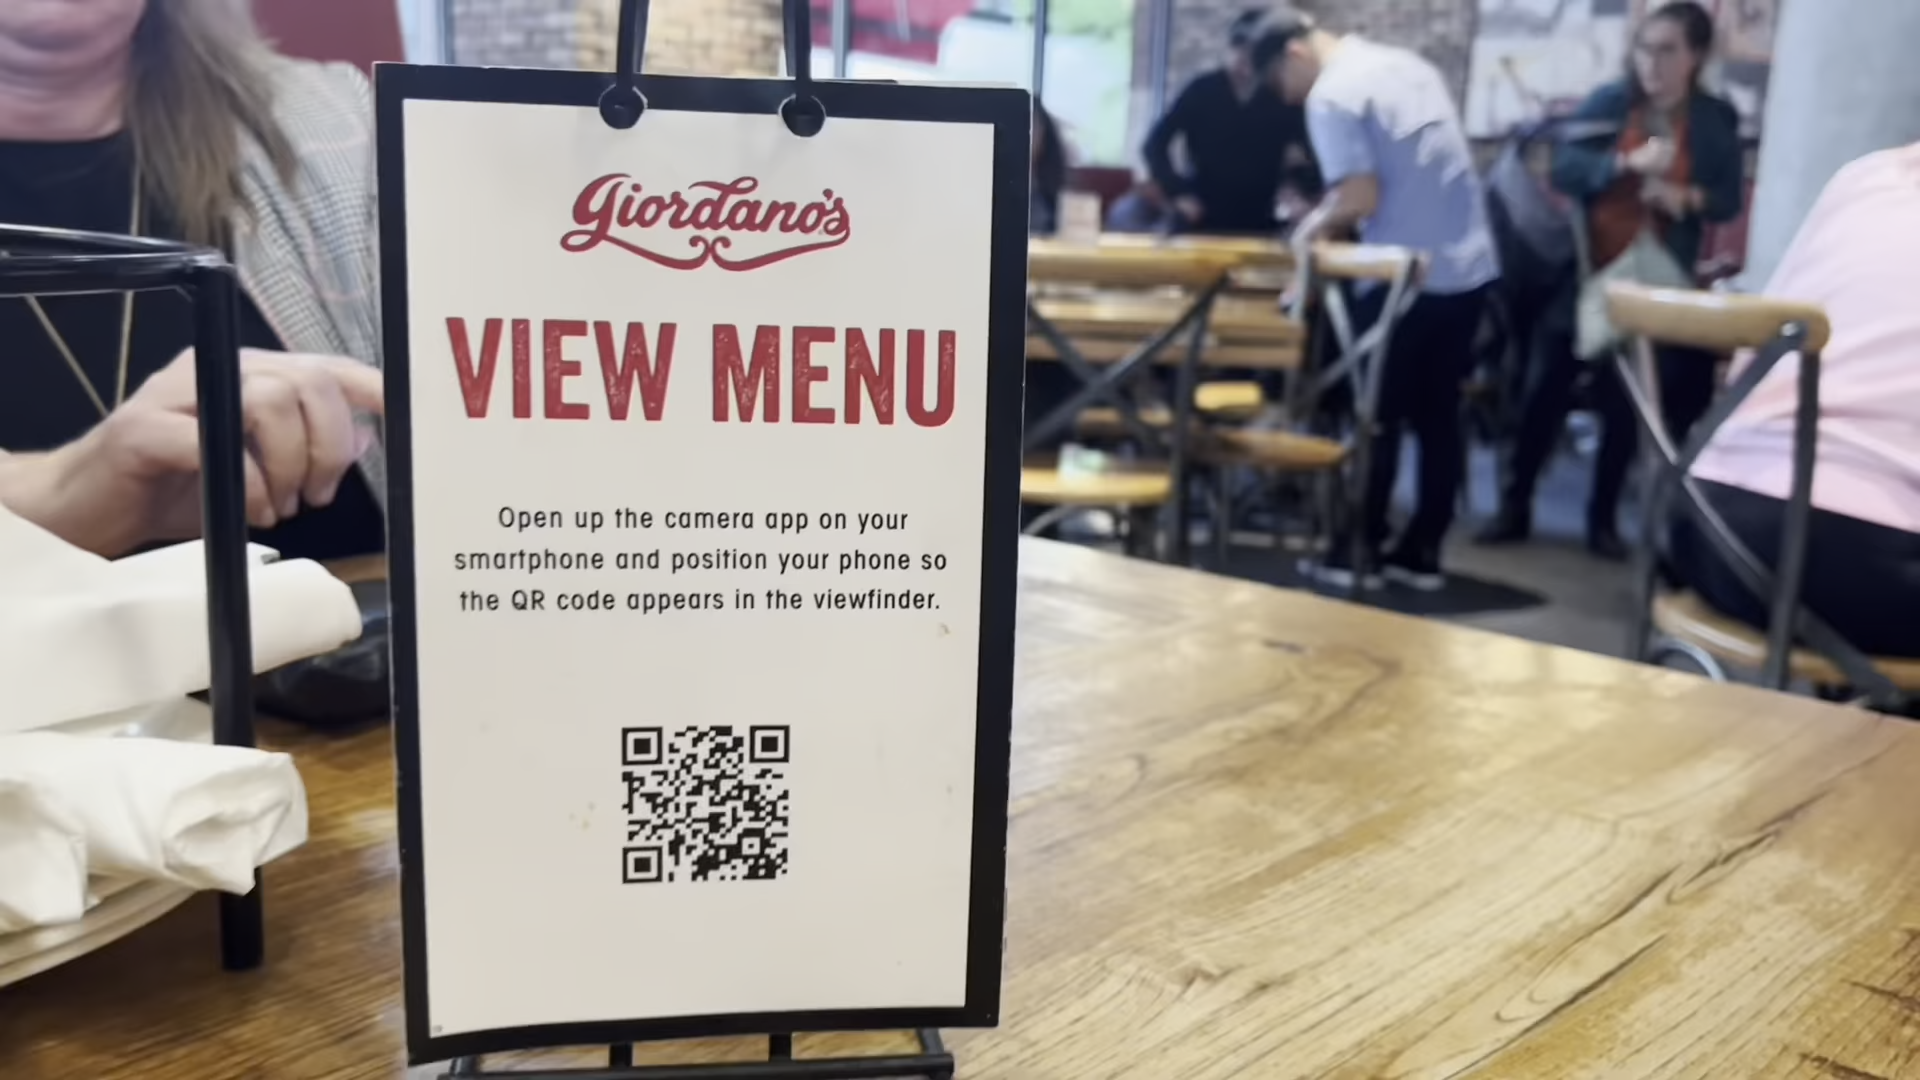 Giordano's
VIEW MENU
Open up the camera app on your
smartphone and position your phone so
the QR code appears in the viewfinder.